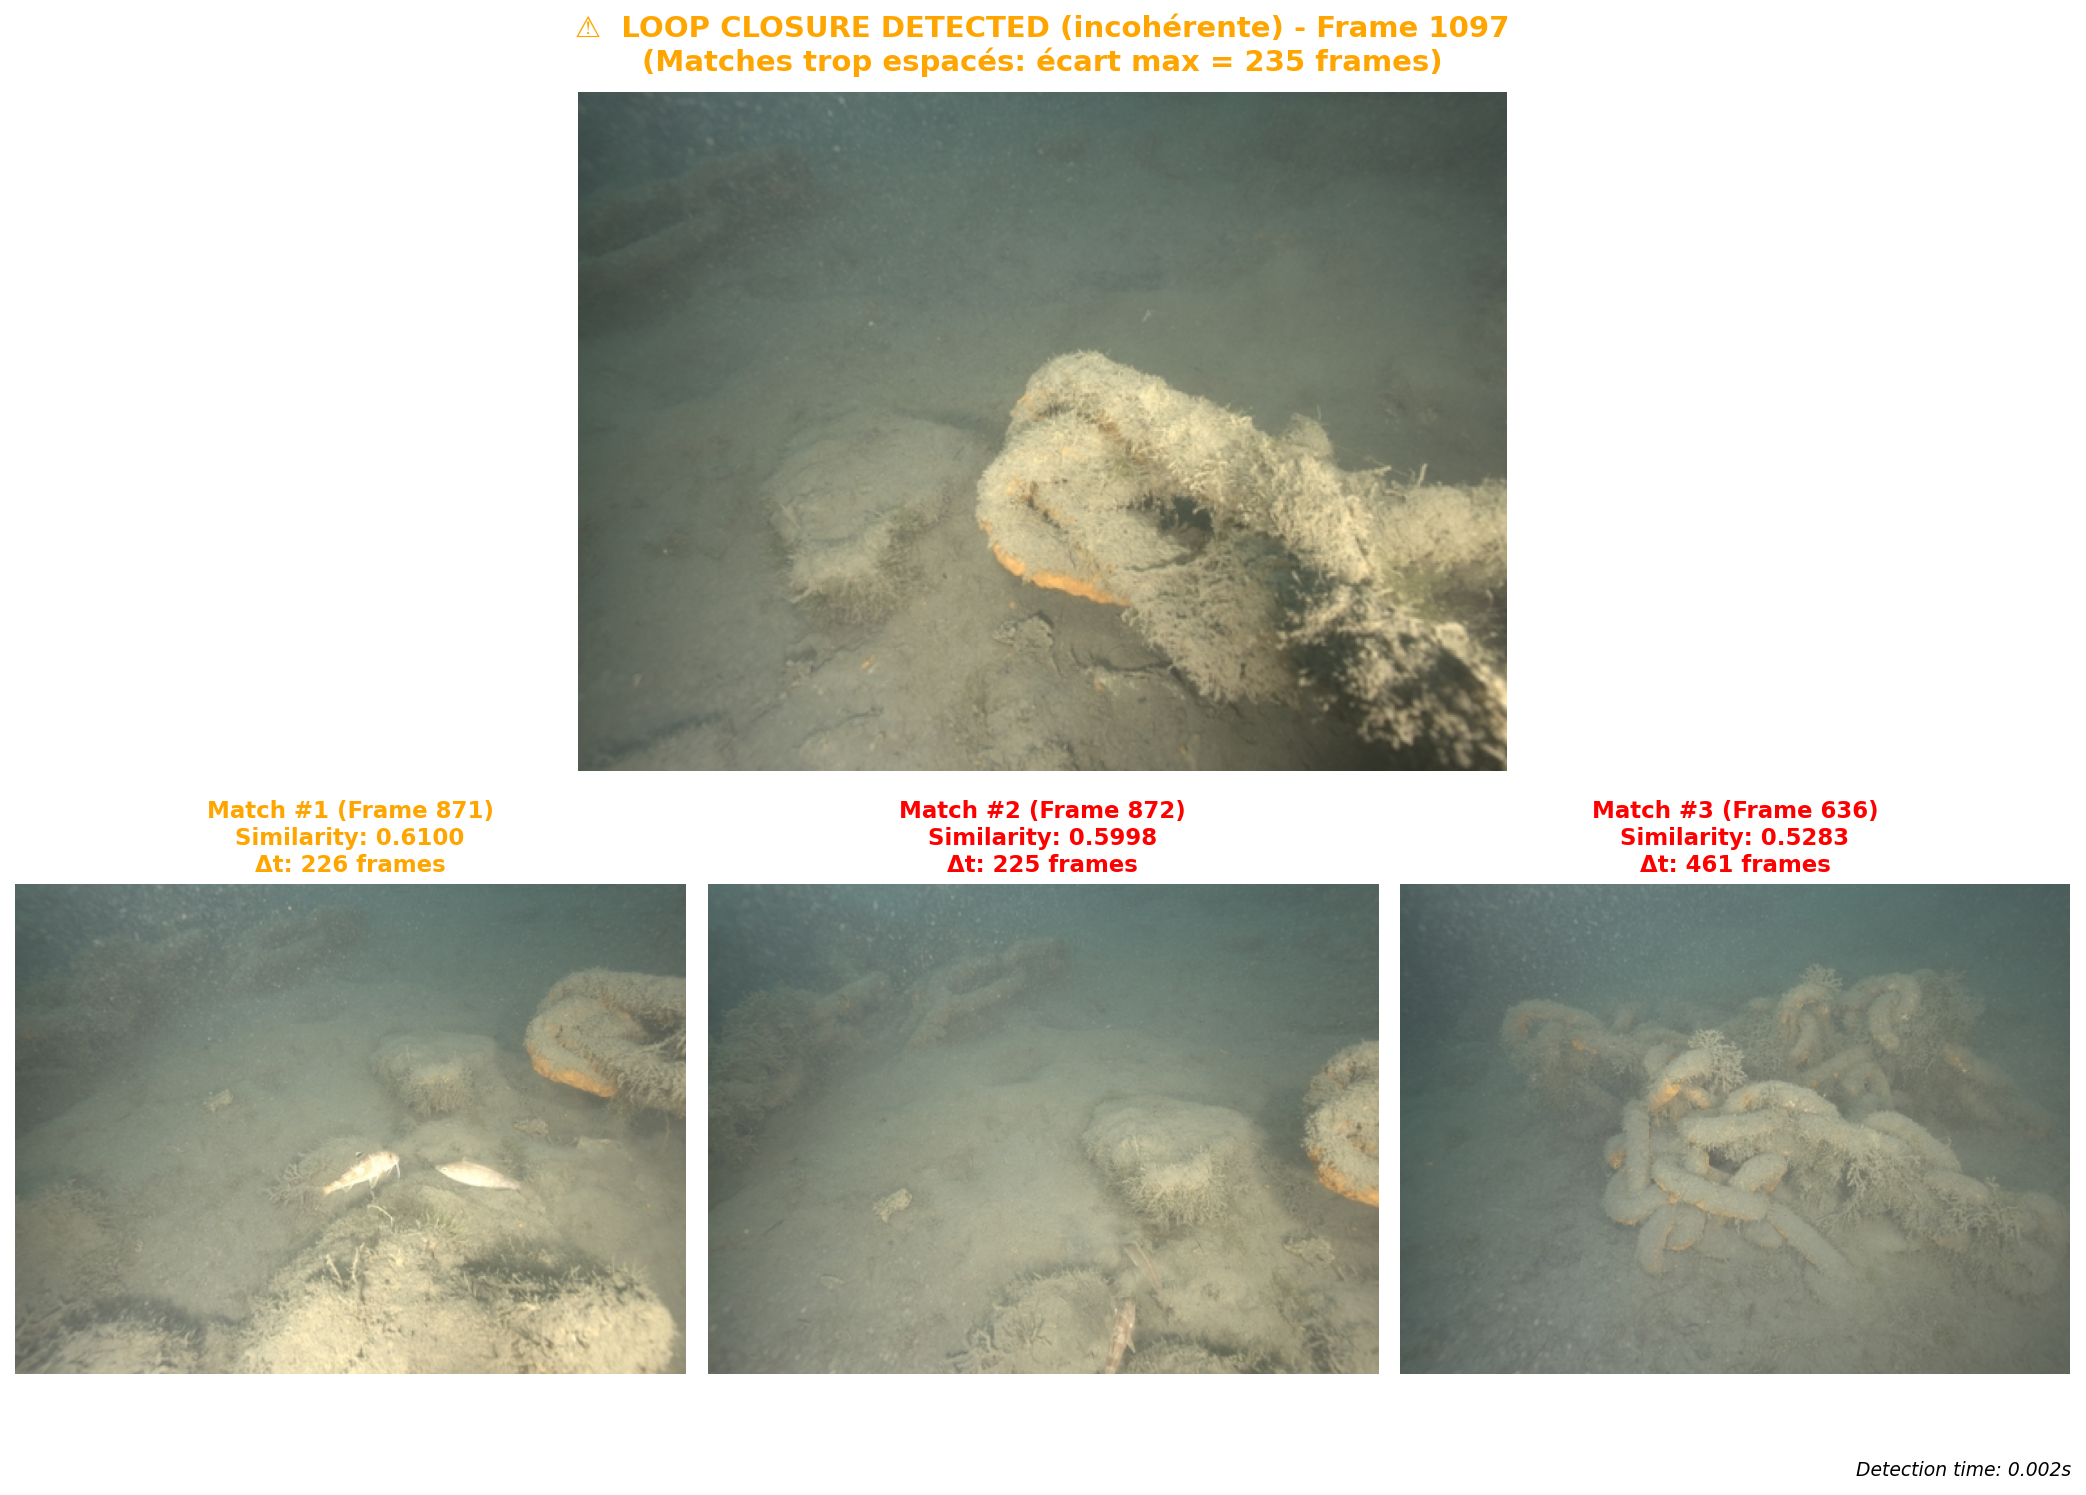 ⚠ LOOP CLOSURE DETECTED (incohérente) - Frame 1097
(Matches trop espacés: écart max = 235 frames)
Match #1 (Frame 871)
Similarity: 0.6100
Δt: 226 frames
Match #2 (Frame 872)
Similarity: 0.5998
Δt: 225 frames
Match #3 (Frame 636)
Similarity: 0.5283
Δt: 461 frames
Detection time: 0.002s